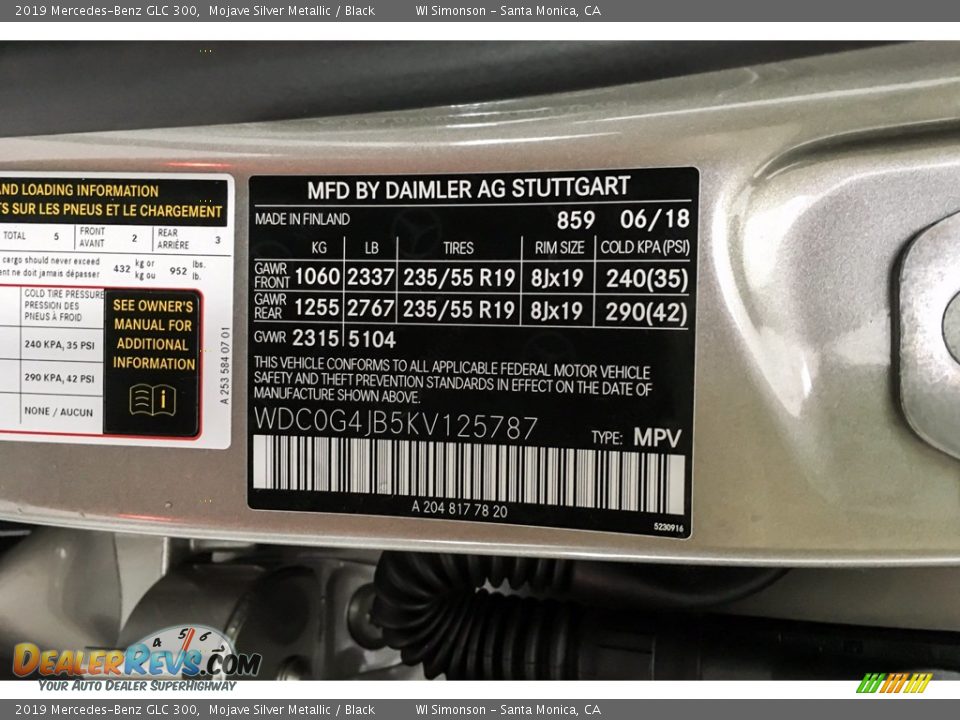 2019 Mercedes-Benz GLC 300, Mojave Silver Metallic / Black WI Simonson - Santa Monica, CA
AND LOADING INFORMATION
TS SUR LES PNEUS ET LE CHARGEMENT
TOTAL 5 FRONT AVANT 2 REAR ARRIÈRE 3
cargo should never exceed 432 kg or 952 lbs.
ent ne doit jamais dépasser kg ou lb.
COLD TIRE PRESSURE
PRESSION DES
PNEUS À FROID
240 KPA, 35 PSI
290 KPA, 42 PSI
NONE / AUCUN
SEE OWNER'S
MANUAL FOR
ADDITIONAL
INFORMATION
i
A 253 584 07 01
MFD BY DAIMLER AG STUTTGART
MADE IN FINLAND 859 06/18
KG LB TIRES RIM SIZE COLD KPA (PSI)
GAWR FRONT 1060 2337 235/55 R19 8Jx19 240(35)
GAWR REAR 1255 2767 235/55 R19 8Jx19 290(42)
GVWR 2315 5104
THIS VEHICLE CONFORMS TO ALL APPLICABLE FEDERAL MOTOR VEHICLE
SAFETY AND THEFT PREVENTION STANDARDS IN EFFECT ON THE DATE OF
MANUFACTURE SHOWN ABOVE.
WDC0G4JB5KV125787 TYPE: MPV
A 204 817 78 20
5230916
4 5 6
DealerRevs.com
Your Auto Dealer SuperHighway
2019 Mercedes-Benz GLC 300, Mojave Silver Metallic / Black WI Simonson - Santa Monica, CA